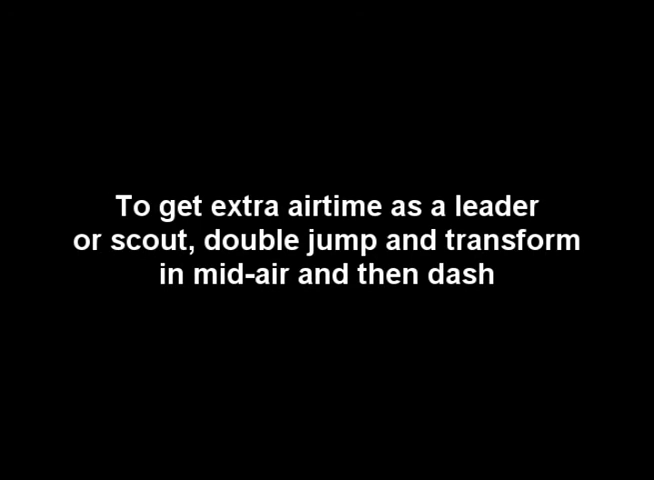 To get extra airtime as a leader
or scout, double jump and transform
in mid-air and then dash